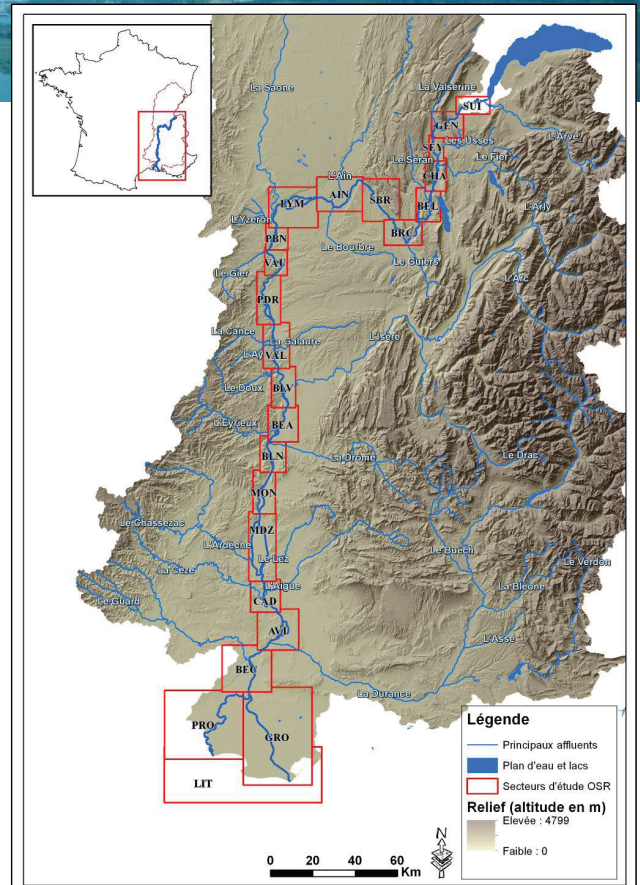 La Saone
La Valserine
SUI
GEN
L'Arve
Les Usses
SEY
Le Fier
Le Séran
CHA
L'Ain
AIN
SBR
BEL
L'Arly
LYM
L'Yzeron
BRC
PBN
Le Bourbre
Le Guiers
VAU
Le Gier
L'Arc
PDR
La Cance
La Galaure
L'Isère
L'Ay
VAL
Le Doux
BLV
L'Eyrieux
BEA
BLN
La Drôme
Le Drac
MON
Le Chassezac
MDZ
L'Ardèche
Le Lez
Le Buëch
Le Verdon
La Cèze
L'Aigue
La Bléone
CAD
Le Guard
AVI
L'Asse
BEC
La Durance
PRO
GRO
LIT
Légende
Principaux affluents
Plan d'eau et lacs
Secteurs d'étude OSR
Relief (altitude en m)
Elevée : 4799
Faible : 0
N
0 20 40 60
Km